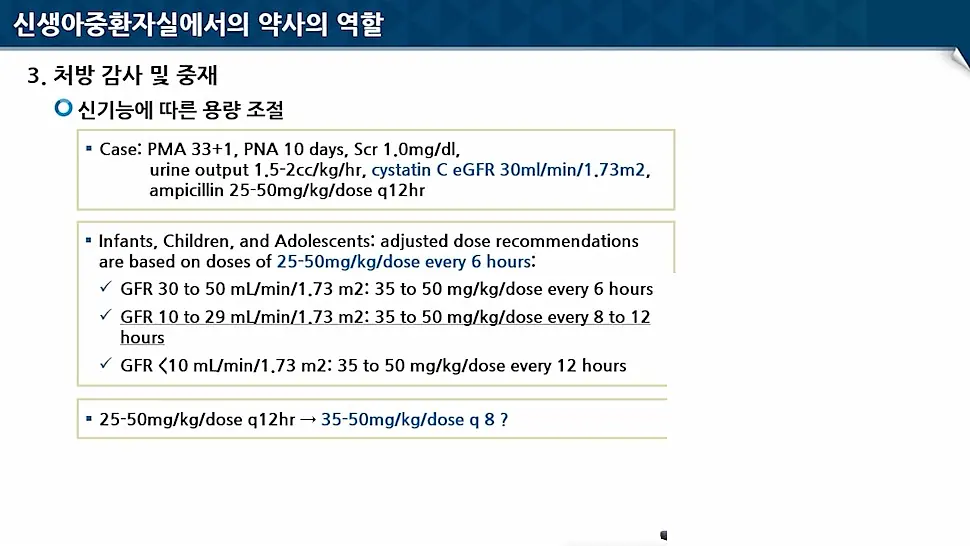 신생아중환자실에서의 약사의 역할
3. 처방 감사 및 중재
신기능에 따른 용량 조절
Case: PMA 33+1, PNA 10 days, Scr 1.0mg/dl,
urine output 1.5-2cc/kg/hr, cystatin C eGFR 30ml/min/1.73m2,
ampicillin 25-50mg/kg/dose q12hr
Infants, Children, and Adolescents: adjusted dose recommendations
are based on doses of 25-50mg/kg/dose every 6 hours:
✓ GFR 30 to 50 mL/min/1.73 m2: 35 to 50 mg/kg/dose every 6 hours
✓ GFR 10 to 29 mL/min/1.73 m2: 35 to 50 mg/kg/dose every 8 to 12
hours
✓ GFR <10 mL/min/1.73 m2: 35 to 50 mg/kg/dose every 12 hours
25-50mg/kg/dose q12hr → 35-50mg/kg/dose q 8 ?